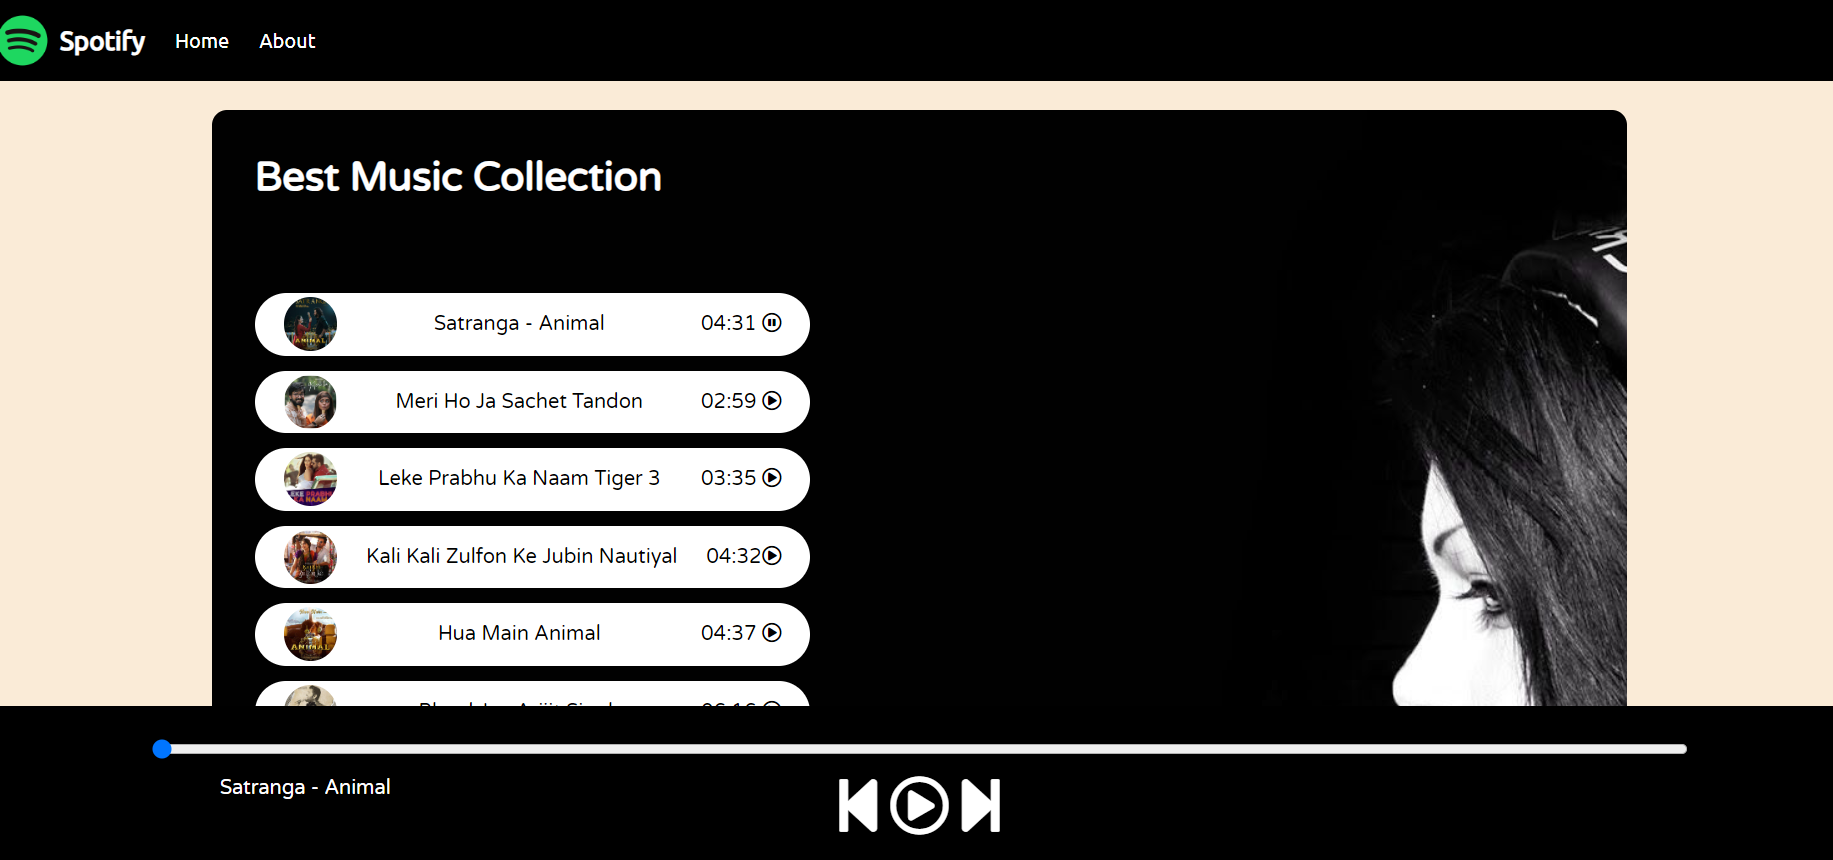 Spotify Home About
Best Music Collection
Satranga - Animal 04:31
Meri Ho Ja Sachet Tandon 02:59
Leke Prabhu Ka Naam Tiger 3 03:35
Kali Kali Zulfon Ke Jubin Nautiyal 04:32
Hua Main Animal 04:37
Satranga - Animal